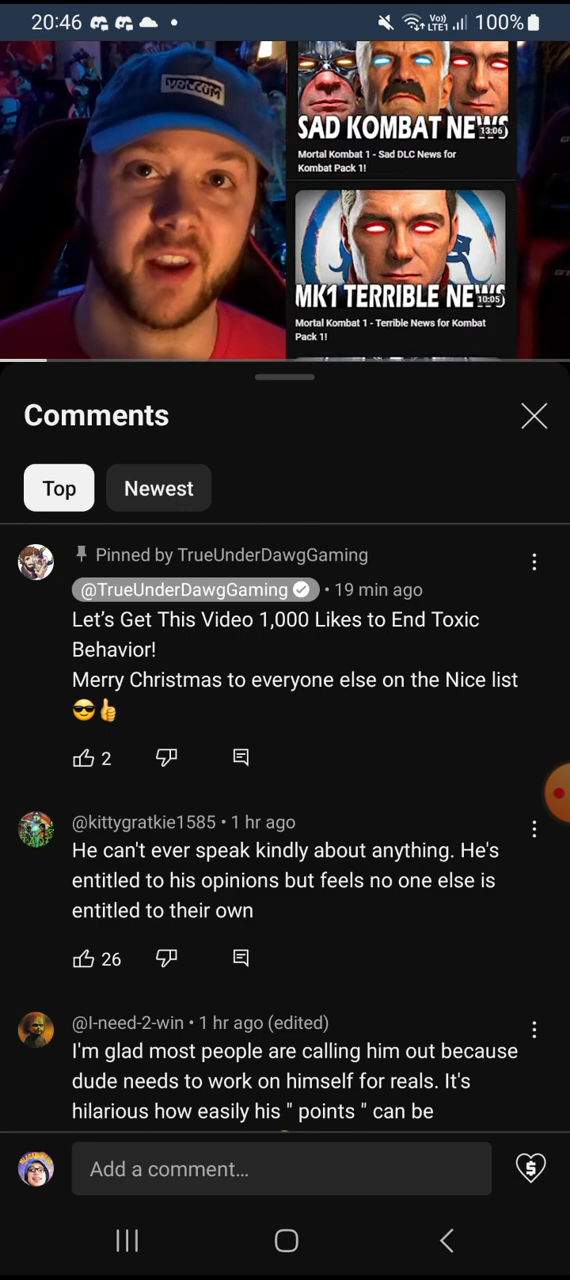 20:46
Vo))
LTE1
100%
VOLCOM
SAD KOMBAT NEWS
13:06
Mortal Kombat 1 - Sad DLC News for
Kombat Pack 1!
MK1 TERRIBLE NEWS
10:05
Mortal Kombat 1 - Terrible News for Kombat
Pack 1!
Comments
Top
Newest
Pinned by TrueUnderDawgGaming
@TrueUnderDawgGaming • 19 min ago
Let’s Get This Video 1,000 Likes to End Toxic
Behavior!
Merry Christmas to everyone else on the Nice list
😎👍
2
@kittygratkie1585 • 1 hr ago
He can't ever speak kindly about anything. He's
entitled to his opinions but feels no one else is
entitled to their own
26
@I-need-2-win • 1 hr ago (edited)
I'm glad most people are calling him out because
dude needs to work on himself for reals. It's
hilarious how easily his " points " can be
Add a comment...